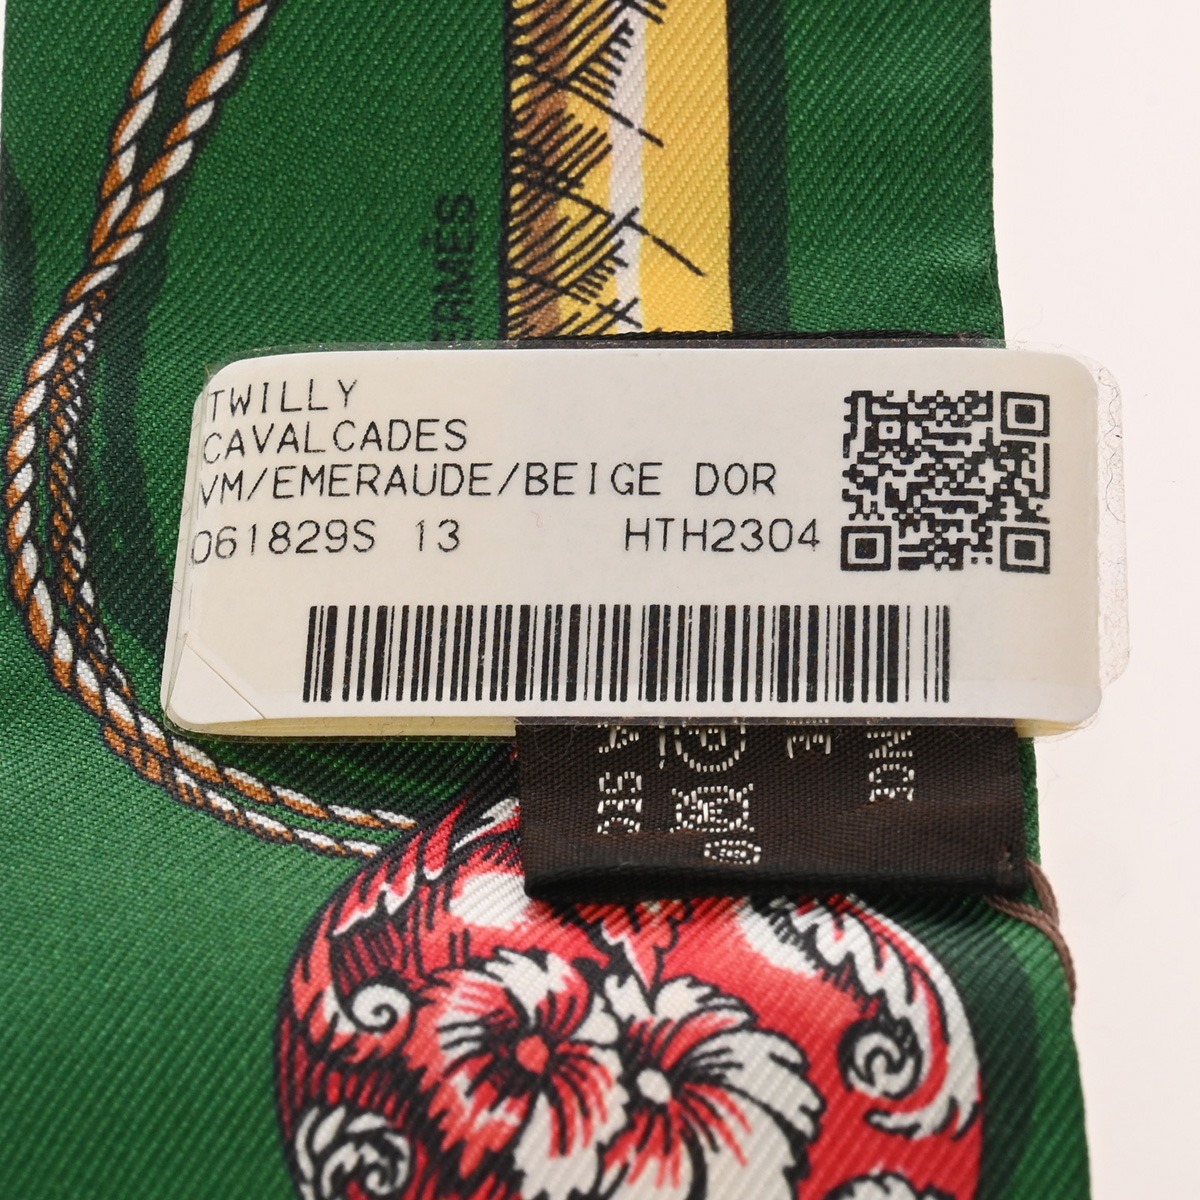 TWILLY
CAVALCADES
VM/EMERAUDE/BEIGE DOR
061829S 13 HTH2304